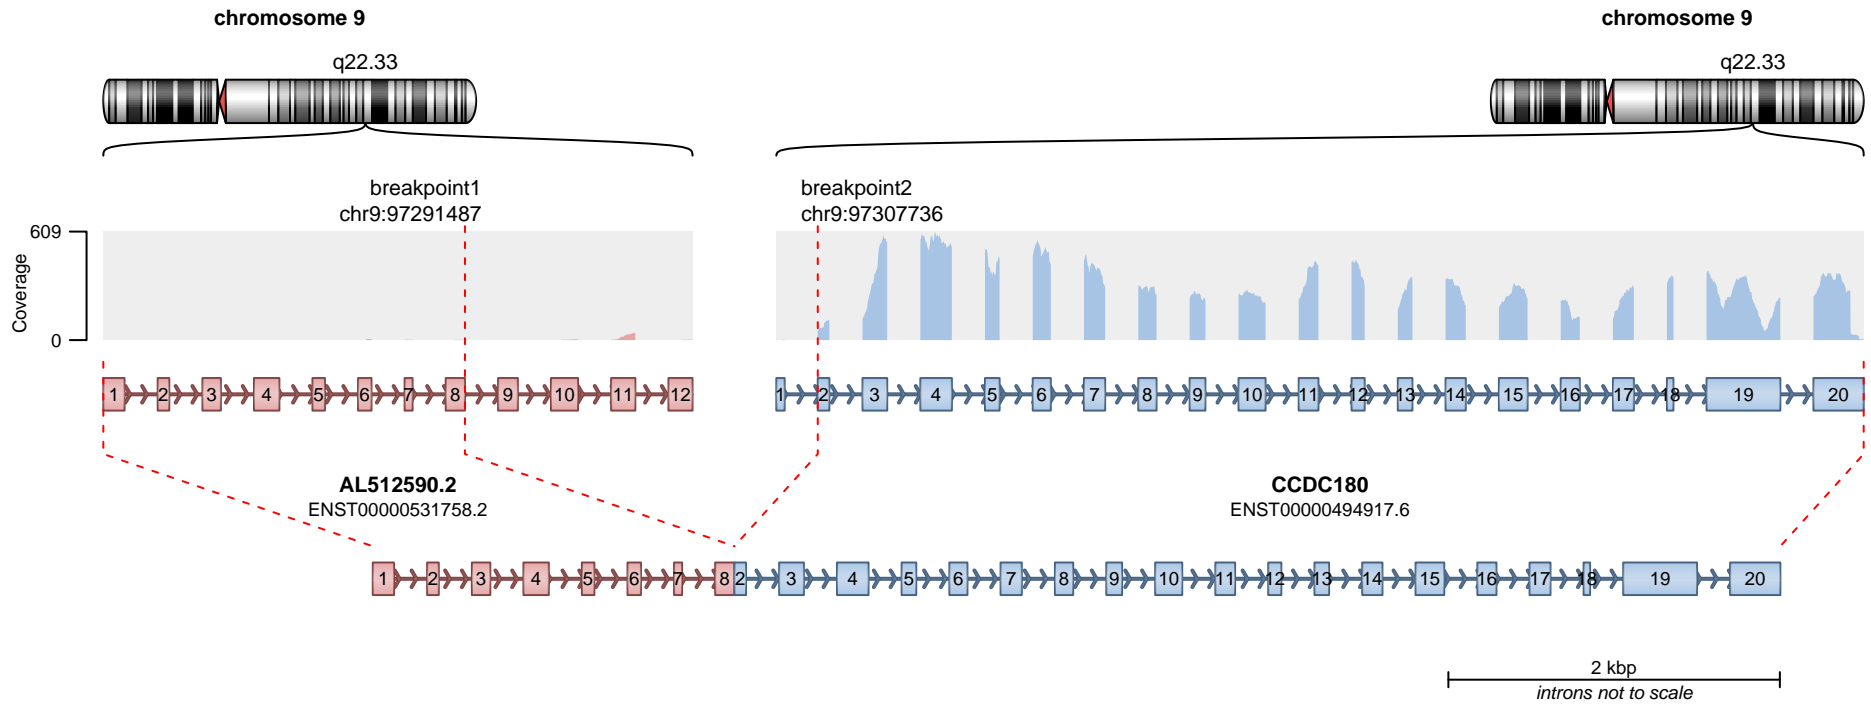 chromosome 9
chromosome 9
q22.33
q22.33
breakpoint1
chr9:97291487
breakpoint2
chr9:97307736
609
Coverage
0
1 2 3 4 5 6 7 8 9 10 11 12
1 2 3 4 5 6 7 8 9 10 11 12 13 14 15 16 17 18 19 20
AL512590.2
ENST00000531758.2
CCDC180
ENST00000494917.6
1 2 3 4 5 6 7 8 2 3 4 5 6 7 8 9 10 11 12 13 14 15 16 17 18 19 20
2 kbp
introns not to scale